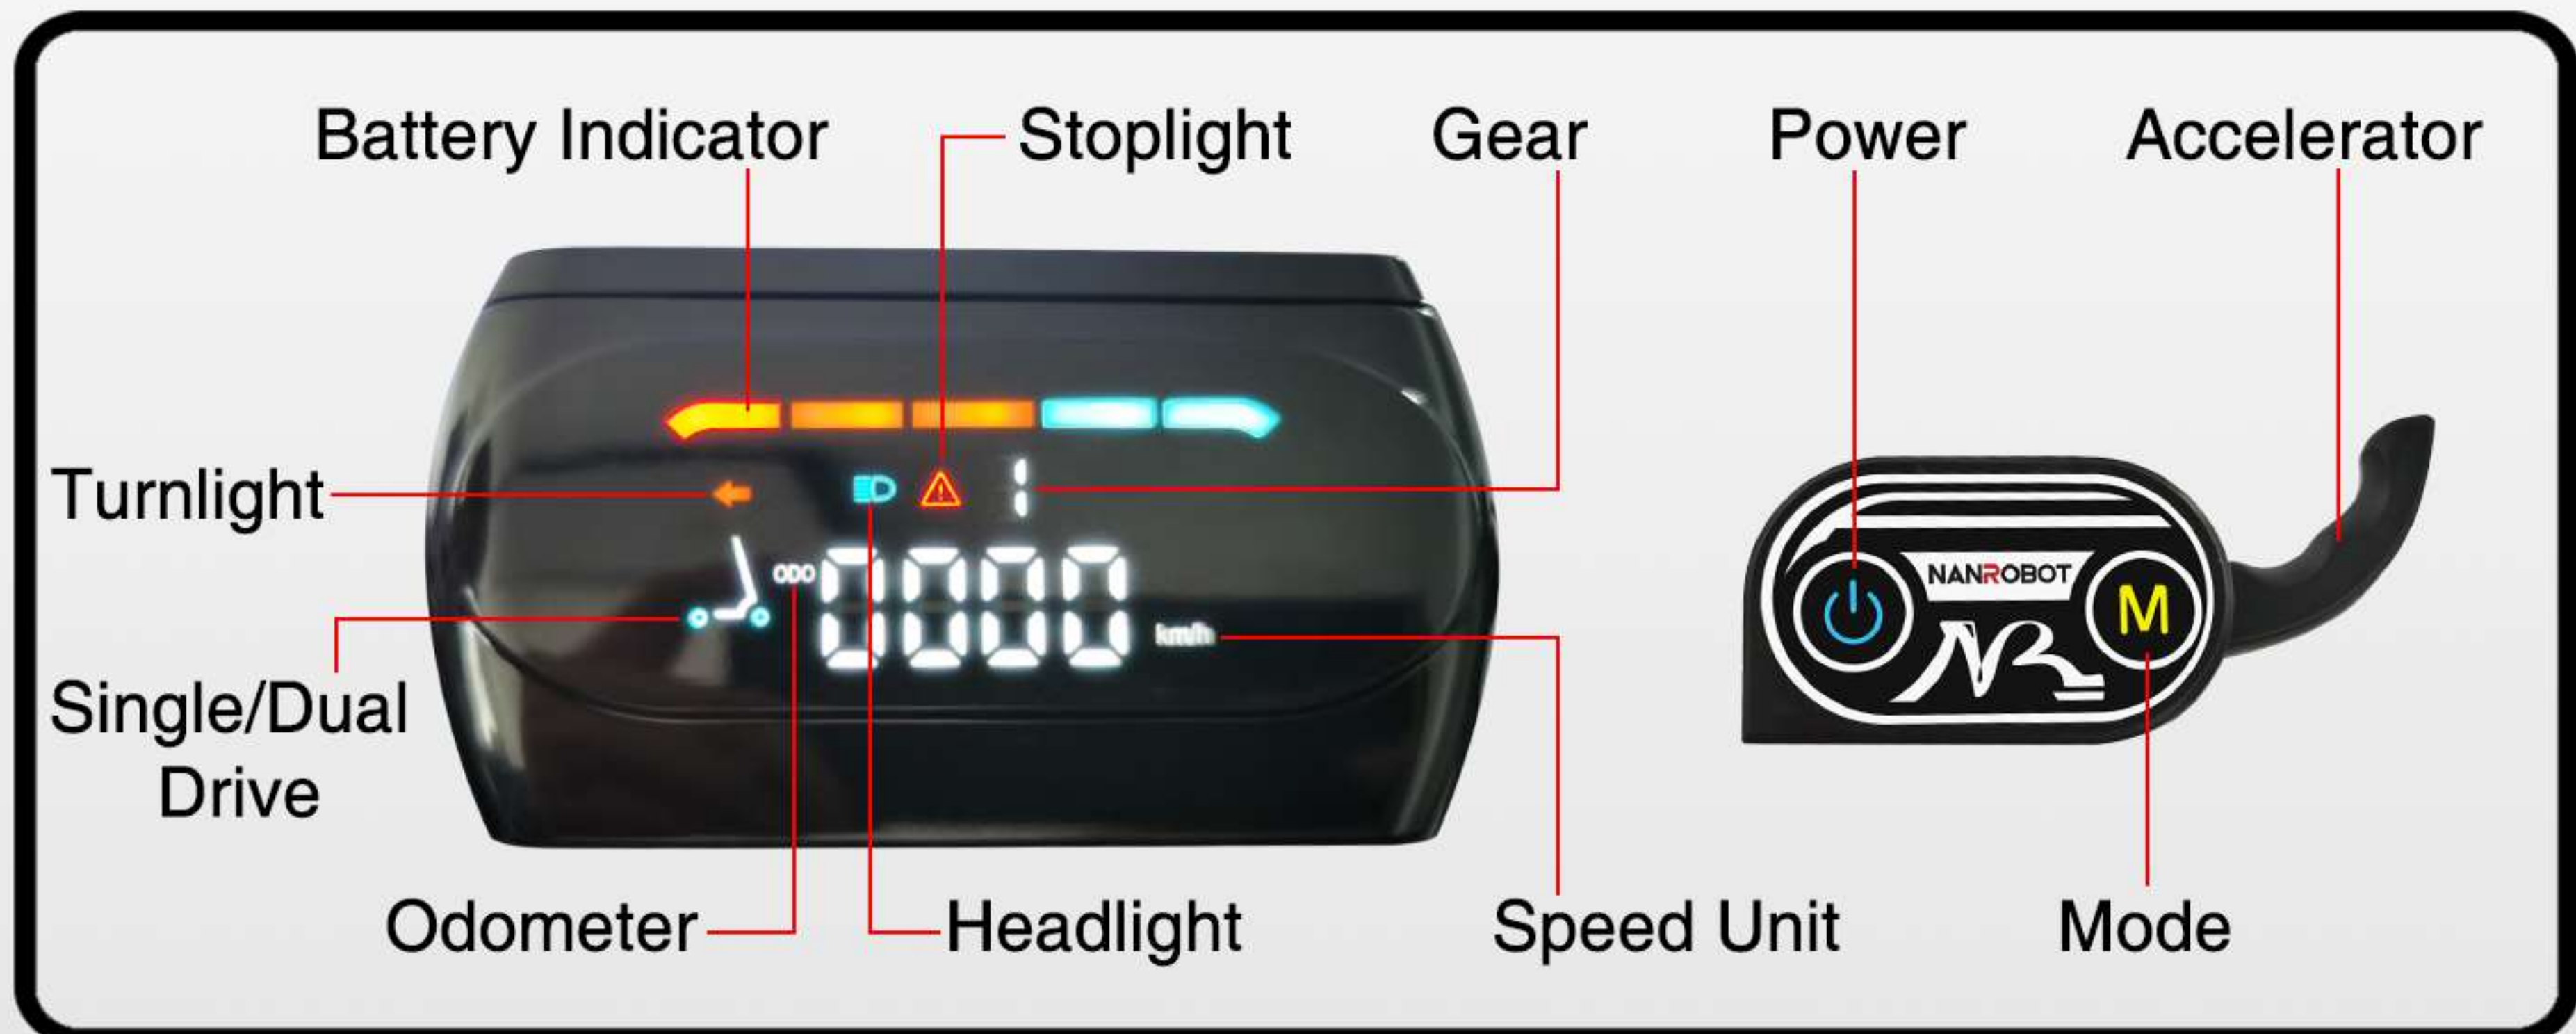 Battery Indicator
Stoplight
Gear
Power
Accelerator
Turnlight
1
ODO
0000
km/h
NANROBOT
M
NR
Single/Dual
Drive
Odometer
Headlight
Speed Unit
Mode